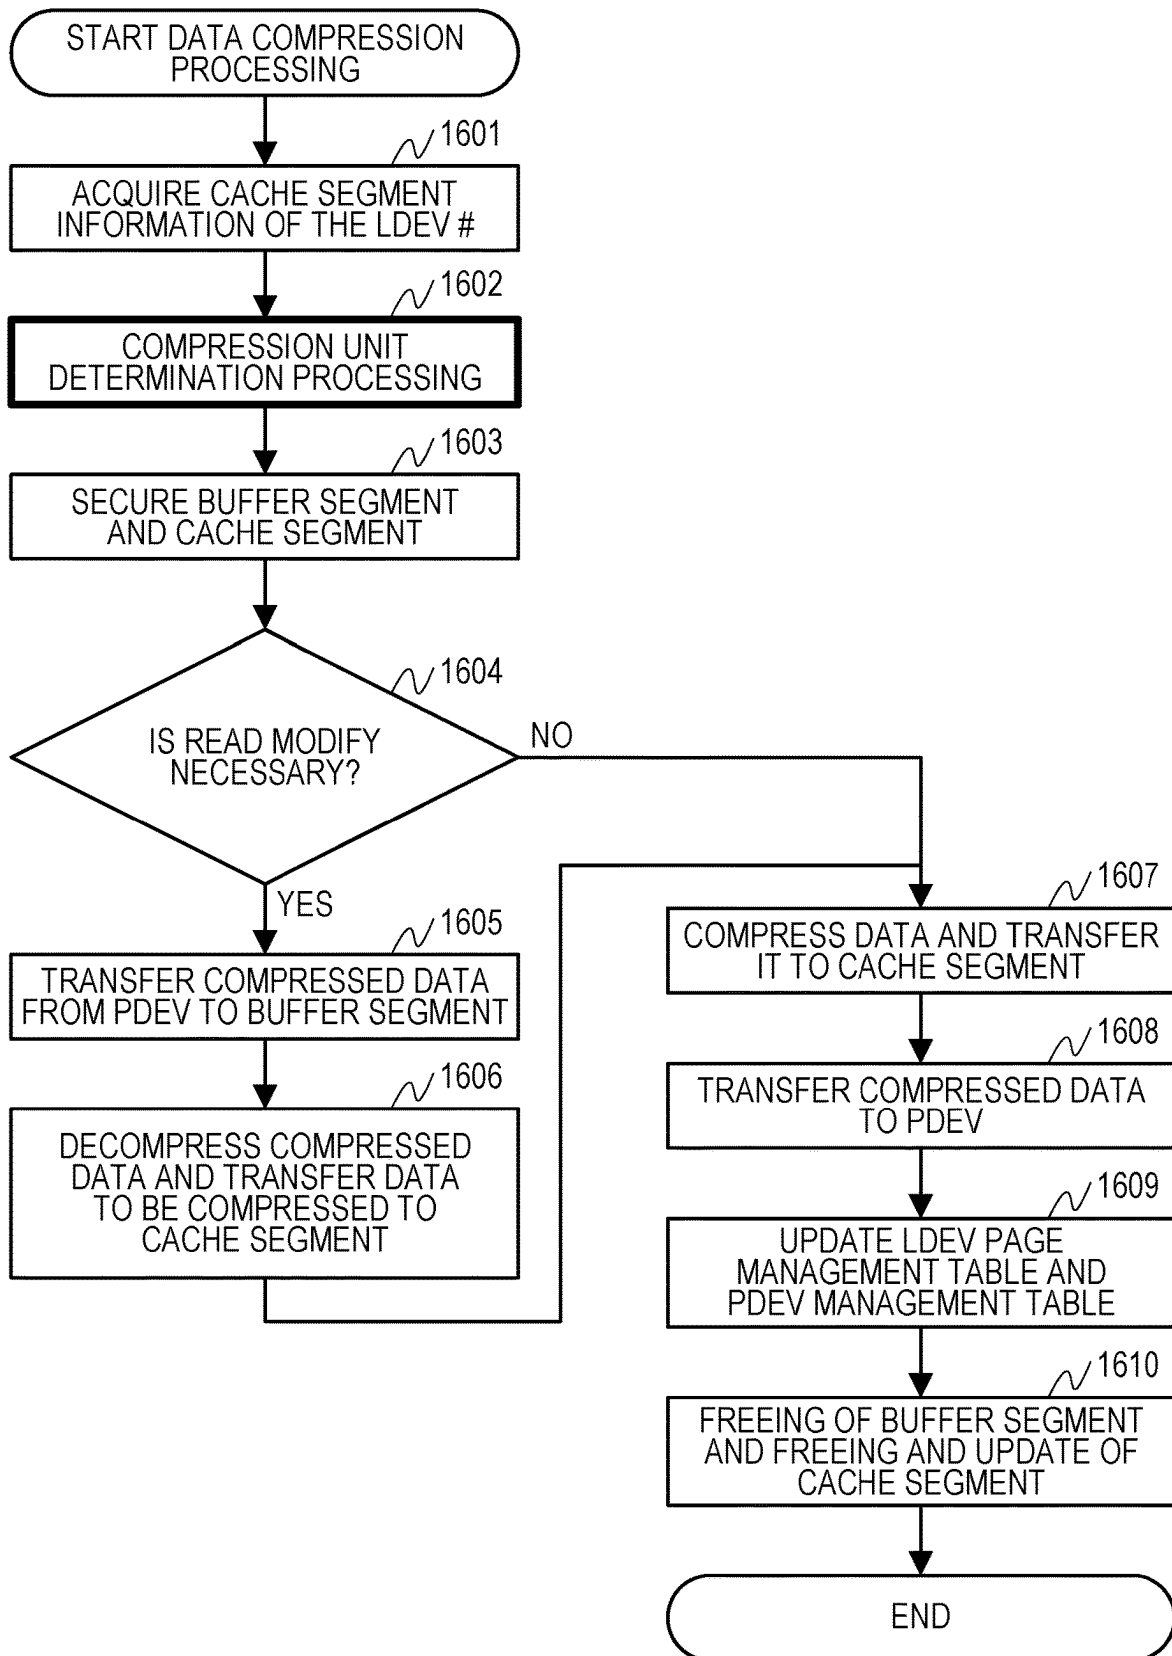 START DATA COMPRESSION
PROCESSING
1601
ACQUIRE CACHE SEGMENT
INFORMATION OF THE LDEV #
1602
COMPRESSION UNIT
DETERMINATION PROCESSING
1603
SECURE BUFFER SEGMENT
AND CACHE SEGMENT
1604
IS READ MODIFY
NECESSARY?
NO
YES
1605
TRANSFER COMPRESSED DATA
FROM PDEV TO BUFFER SEGMENT
1606
DECOMPRESS COMPRESSED
DATA AND TRANSFER DATA
TO BE COMPRESSED TO
CACHE SEGMENT
1607
COMPRESS DATA AND TRANSFER
IT TO CACHE SEGMENT
1608
TRANSFER COMPRESSED DATA
TO PDEV
1609
UPDATE LDEV PAGE
MANAGEMENT TABLE AND
PDEV MANAGEMENT TABLE
1610
FREEING OF BUFFER SEGMENT
AND FREEING AND UPDATE OF
CACHE SEGMENT
END